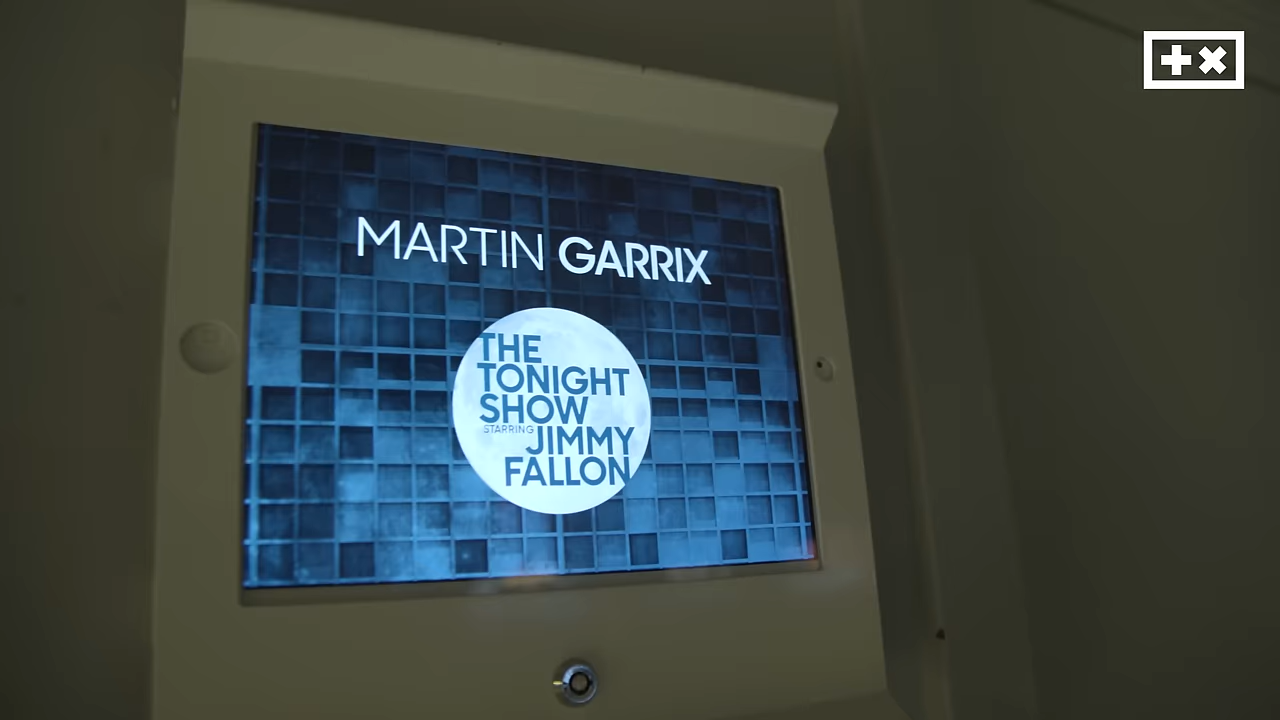 MARTIN GARRIX
THE
TONIGHT
SHOW
STARRING JIMMY
FALLON